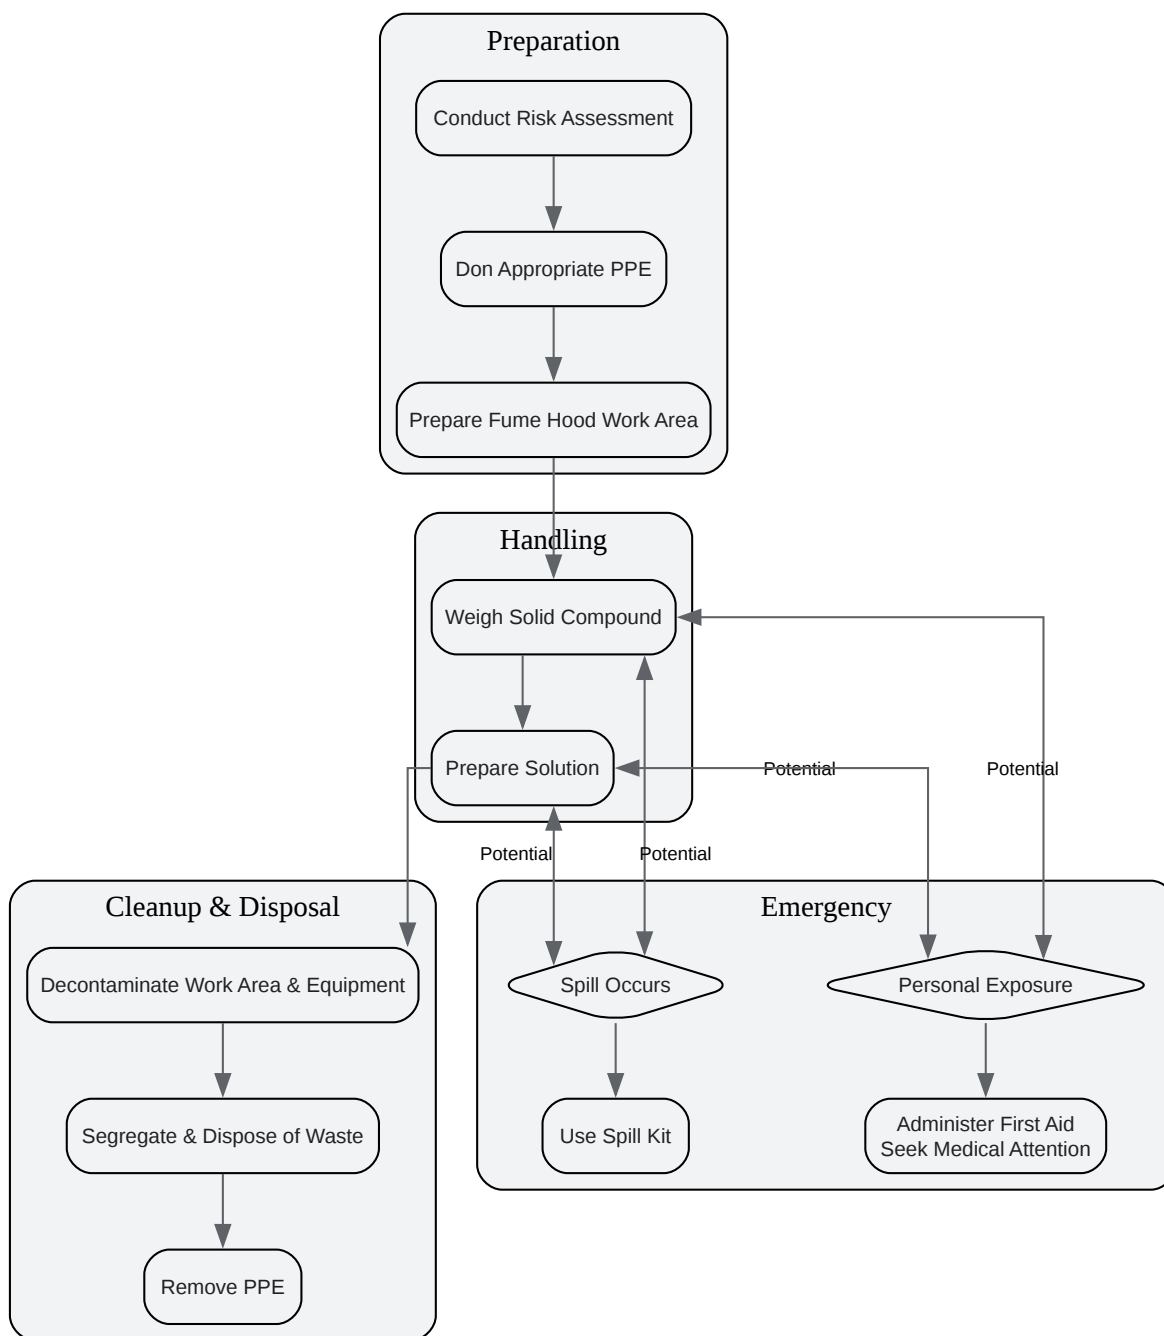 Preparation
Conduct Risk Assessment
Don Appropriate PPE
Prepare Fume Hood Work Area
Handling
Weigh Solid Compound
Prepare Solution
Potential
Potential
Potential
Potential
Cleanup & Disposal
Decontaminate Work Area & Equipment
Segregate & Dispose of Waste
Remove PPE
Emergency
Spill Occurs
Personal Exposure
Use Spill Kit
Administer First Aid
Seek Medical Attention